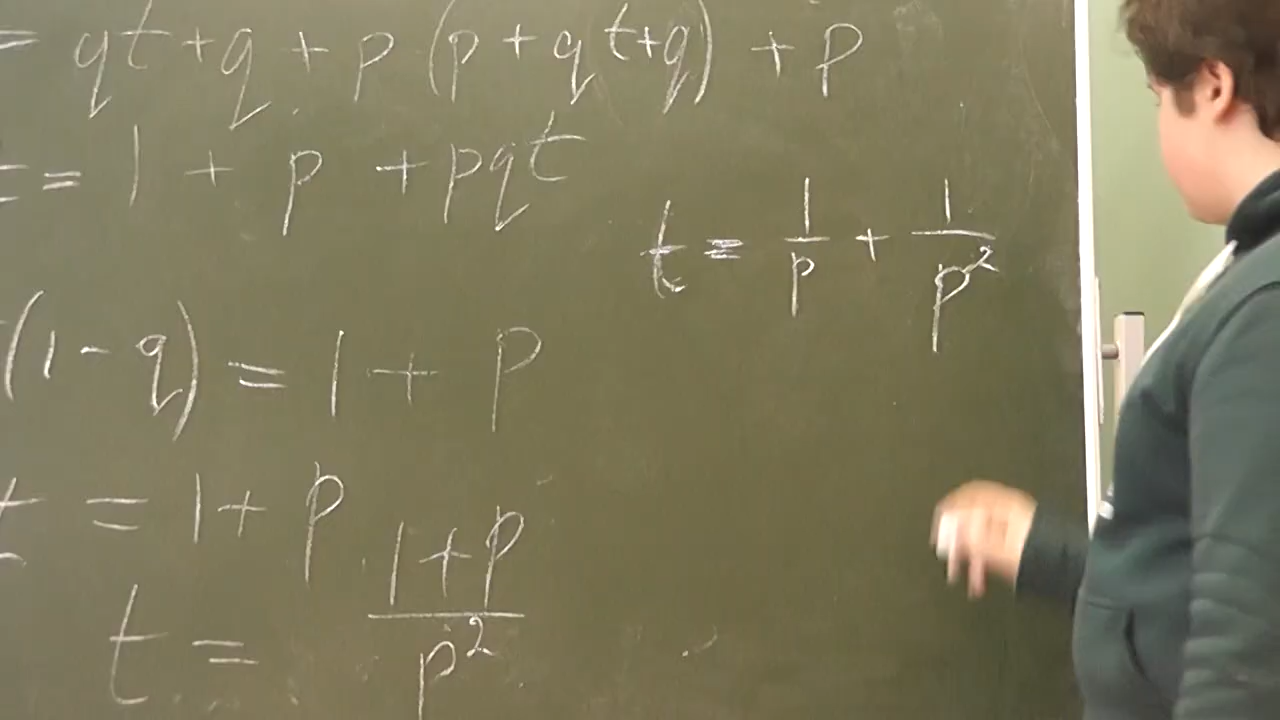 = qt + q + p (p + q t + q) + p
= = 1 + p + pqt
t = 1/p + 1/p²
(1 - q) = 1 + p
t = 1 + p
t = (1 + p)/p²